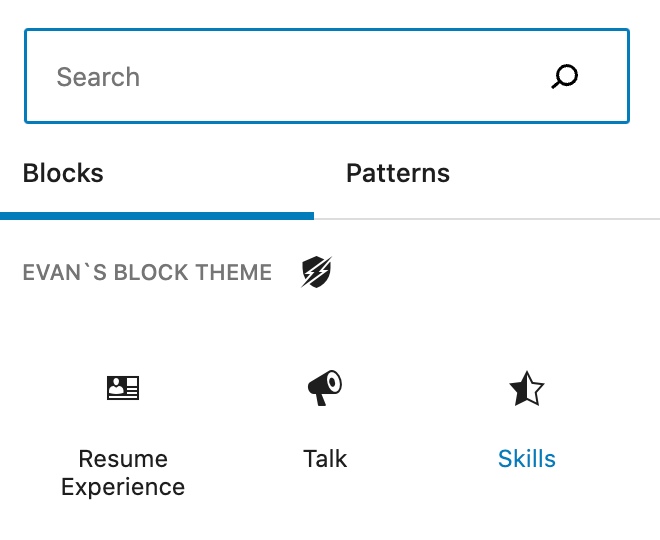 Search
Blocks
Patterns
EVAN`S BLOCK THEME
Resume
Experience
Talk
Skills